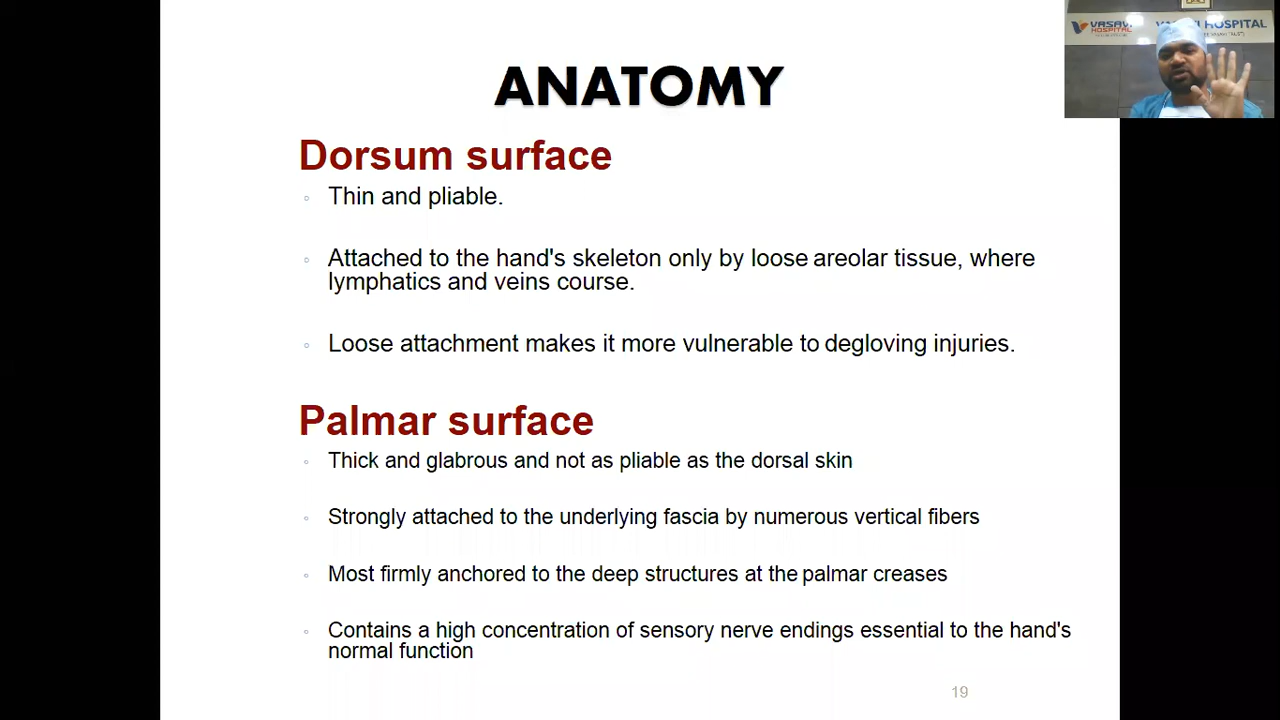 VASAVI
HOSPITAL
VASAVI HOSPITAL
ANATOMY
Dorsum surface
Thin and pliable.
Attached to the hand's skeleton only by loose areolar tissue, where
lymphatics and veins course.
Loose attachment makes it more vulnerable to degloving injuries.
Palmar surface
Thick and glabrous and not as pliable as the dorsal skin
Strongly attached to the underlying fascia by numerous vertical fibers
Most firmly anchored to the deep structures at the palmar creases
Contains a high concentration of sensory nerve endings essential to the hand's
normal function
19